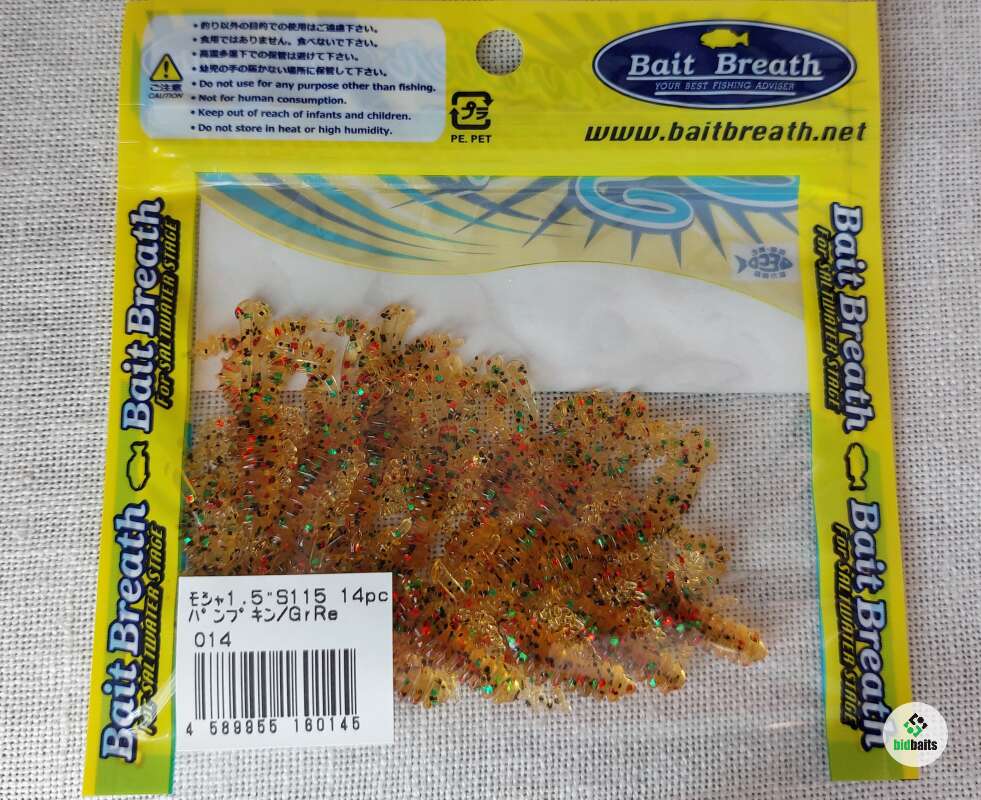 ・釣り以外の目的での使用はご遠慮下さい。
・食用ではありません。食べないで下さい。
・高温多湿下での保管は避けて下さい。
・幼児の手の届かない場所に保管して下さい。
• Do not use for any purpose other than fishing.
• Not for human consumption.
• Keep out of reach of infants and children.
• Do not store in heat or high humidity.
ご注意
CAUTION
プラ
PE. PET
Bait Breath
YOUR BEST FISHING ADVISER
www.baitbreath.net
Bait Breath
For SALTWATER STAGE
Bait Breath
For SALTWATER STAGE
Bait Breath
For SALTWATER STAGE
Bait Breath
For SALTWATER STAGE
ECO
モシャ1.5"S115 14pc
パンプキン/GrRe
014
4 589955 160145
bidbaits